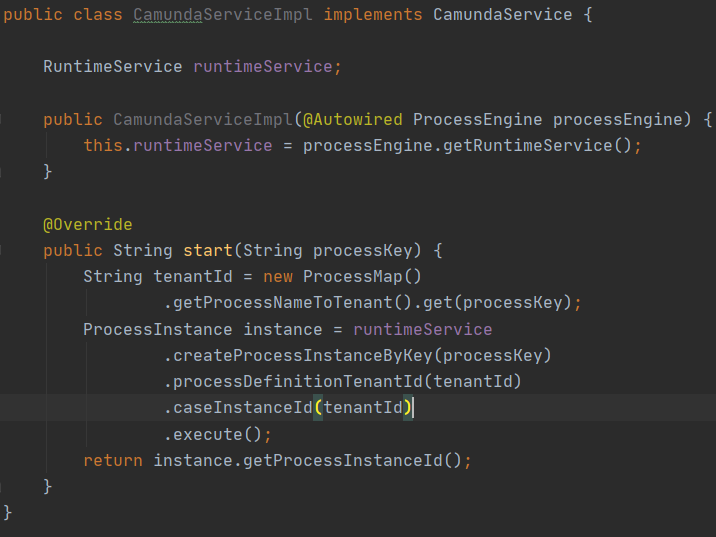 public class CamundaServiceImpl implements CamundaService {
RuntimeService runtimeService;
public CamundaServiceImpl(@Autowired ProcessEngine processEngine) {
this.runtimeService = processEngine.getRuntimeService();
}
@Override
public String start(String processKey) {
String tenantId = new ProcessMap()
.getProcessNameToTenant().get(processKey);
ProcessInstance instance = runtimeService
.createProcessInstanceByKey(processKey)
.processDefinitionTenantId(tenantId)
.caseInstanceId(tenantId)
.execute();
return instance.getProcessInstanceId();
}
}